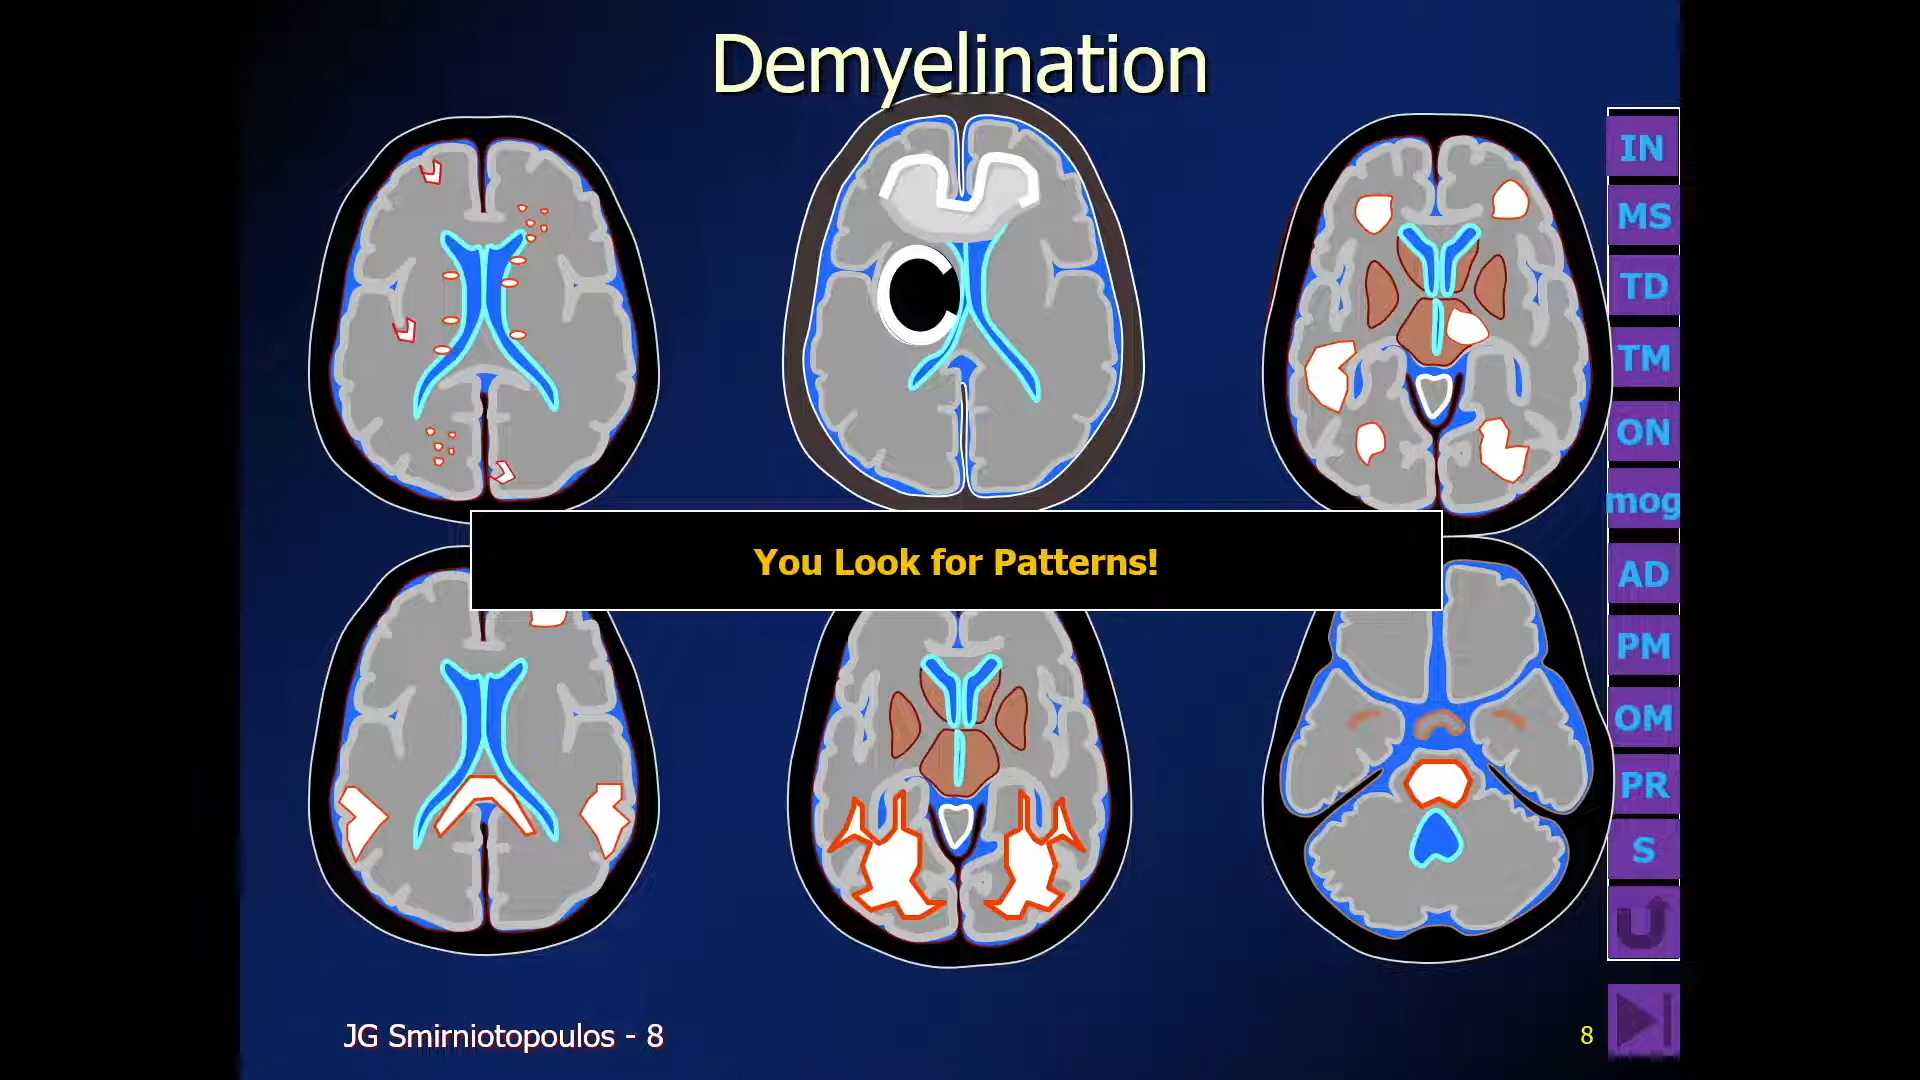 Demyelination
IN
MS
TD
TM
ON
mog
You Look for Patterns!
AD
PM
OM
PR
S
JG Smirniotopoulos - 8
8